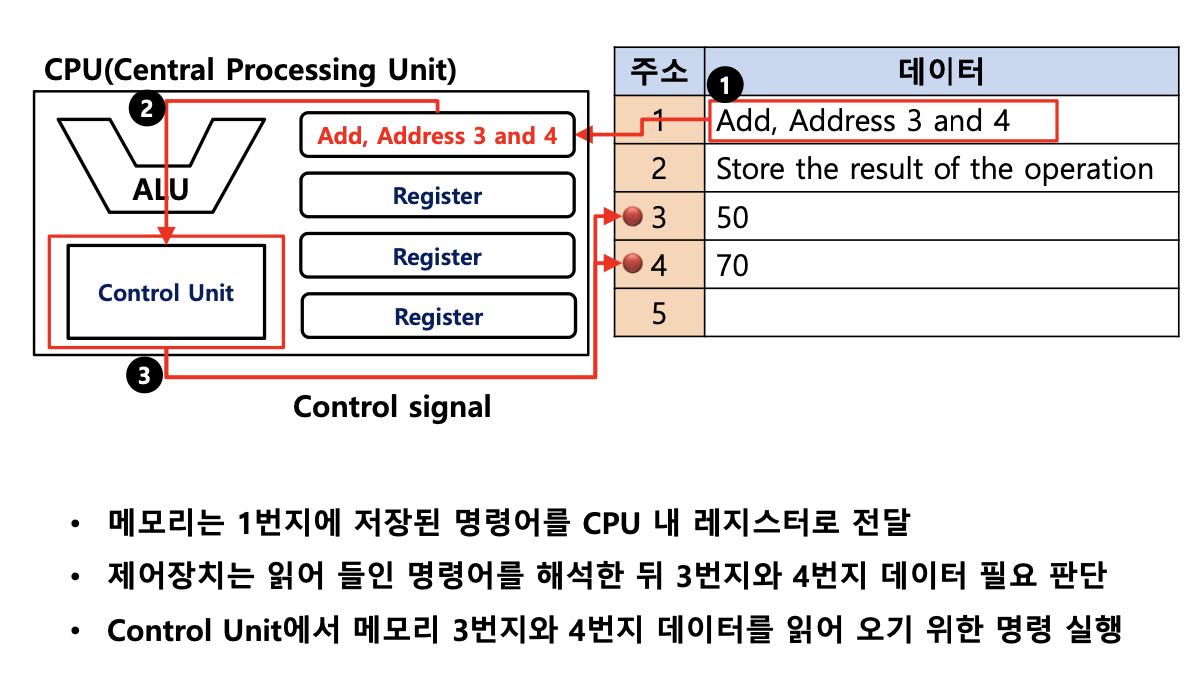 CPU(Central Processing Unit)
주소 데이터
❷
❶
Add, Address 3 and 4
1 Add, Address 3 and 4
ALU
Register
2 Store the result of the operation
3 50
Register
4 70
Control Unit
Register
5
❸
Control signal
• 메모리는 1번지에 저장된 명령어를 CPU 내 레지스터로 전달
• 제어장치는 읽어 들인 명령어를 해석한 뒤 3번지와 4번지 데이터 필요 판단
• Control Unit에서 메모리 3번지와 4번지 데이터를 읽어 오기 위한 명령 실행